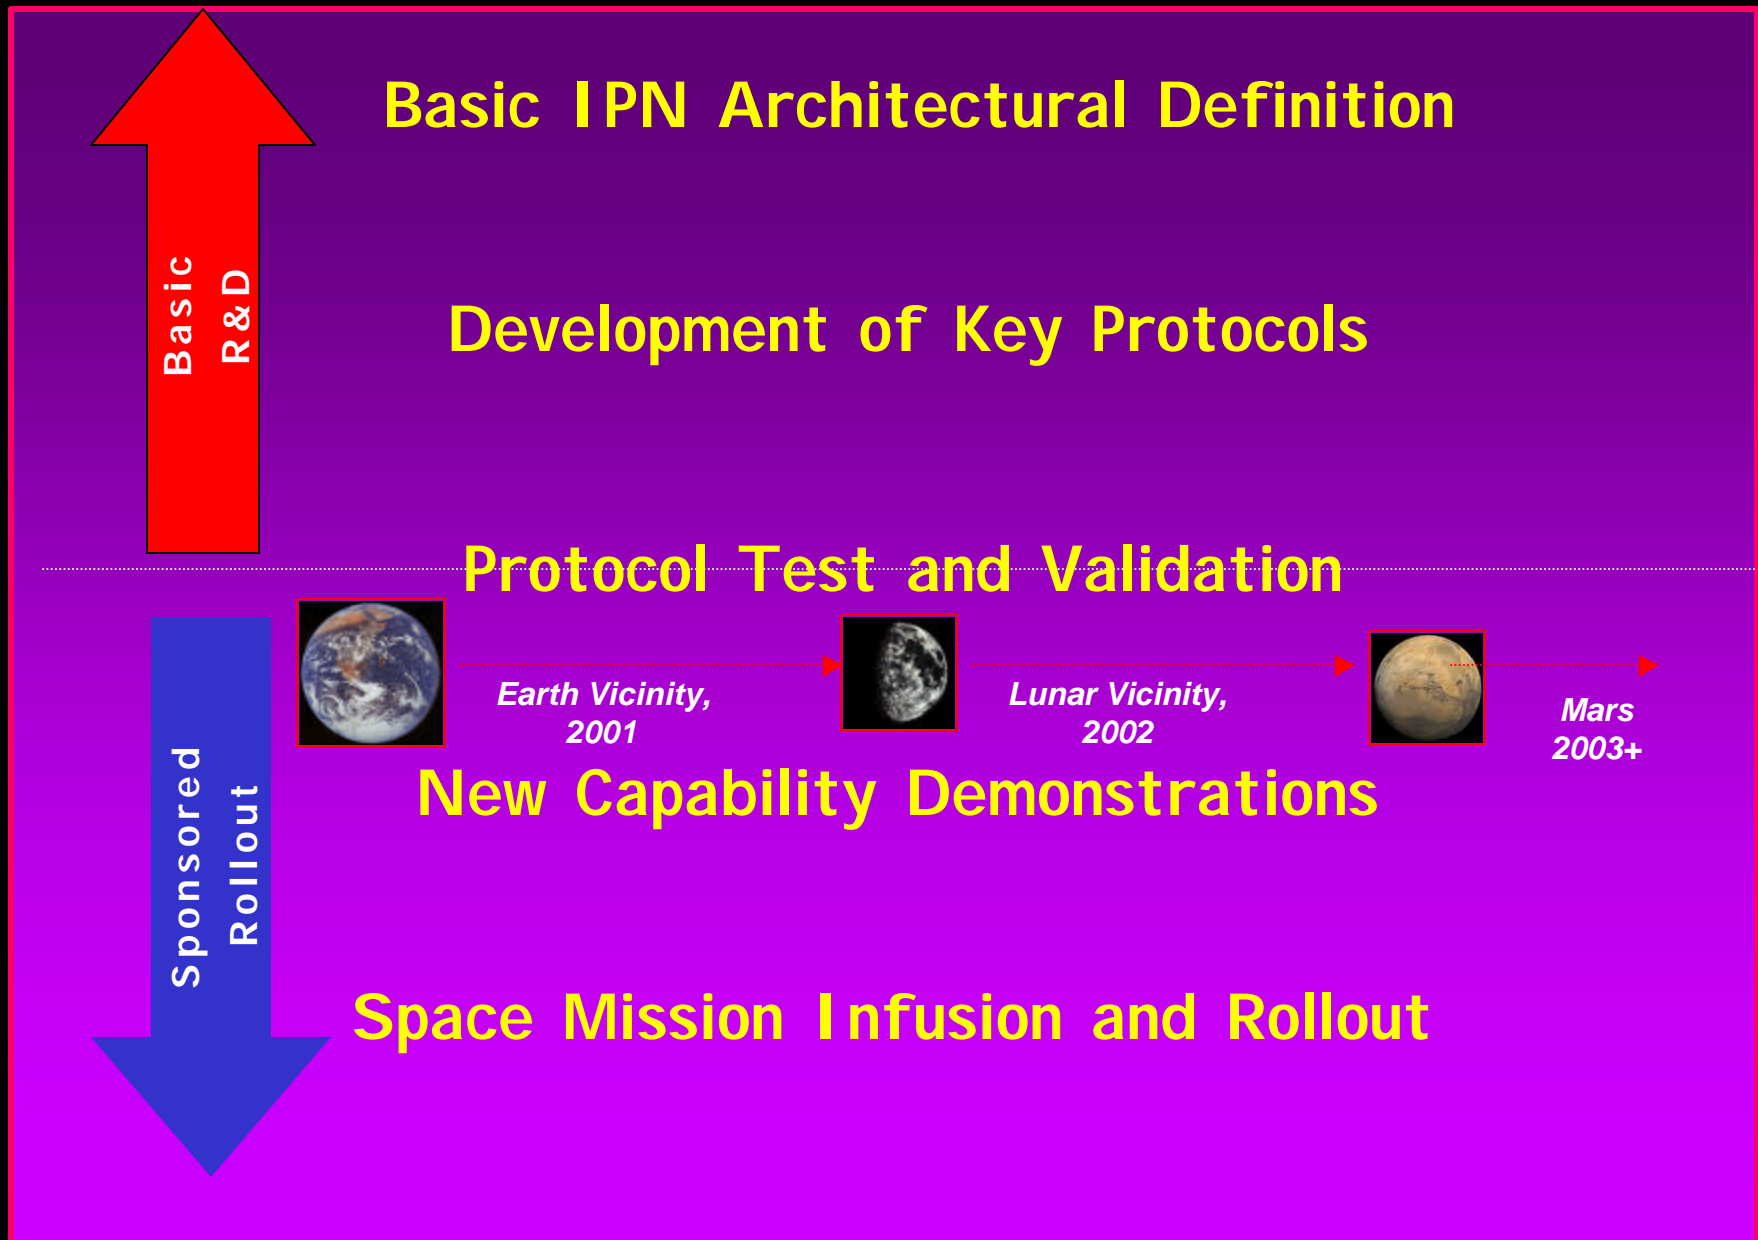 Basic IPN Architectural Definition
Basic
R&D
Development of Key Protocols
Protocol Test and Validation
Earth Vicinity,
2001
Lunar Vicinity,
2002
Mars
2003+
New Capability Demonstrations
Sponsored
Rollout
Space Mission Infusion and Rollout